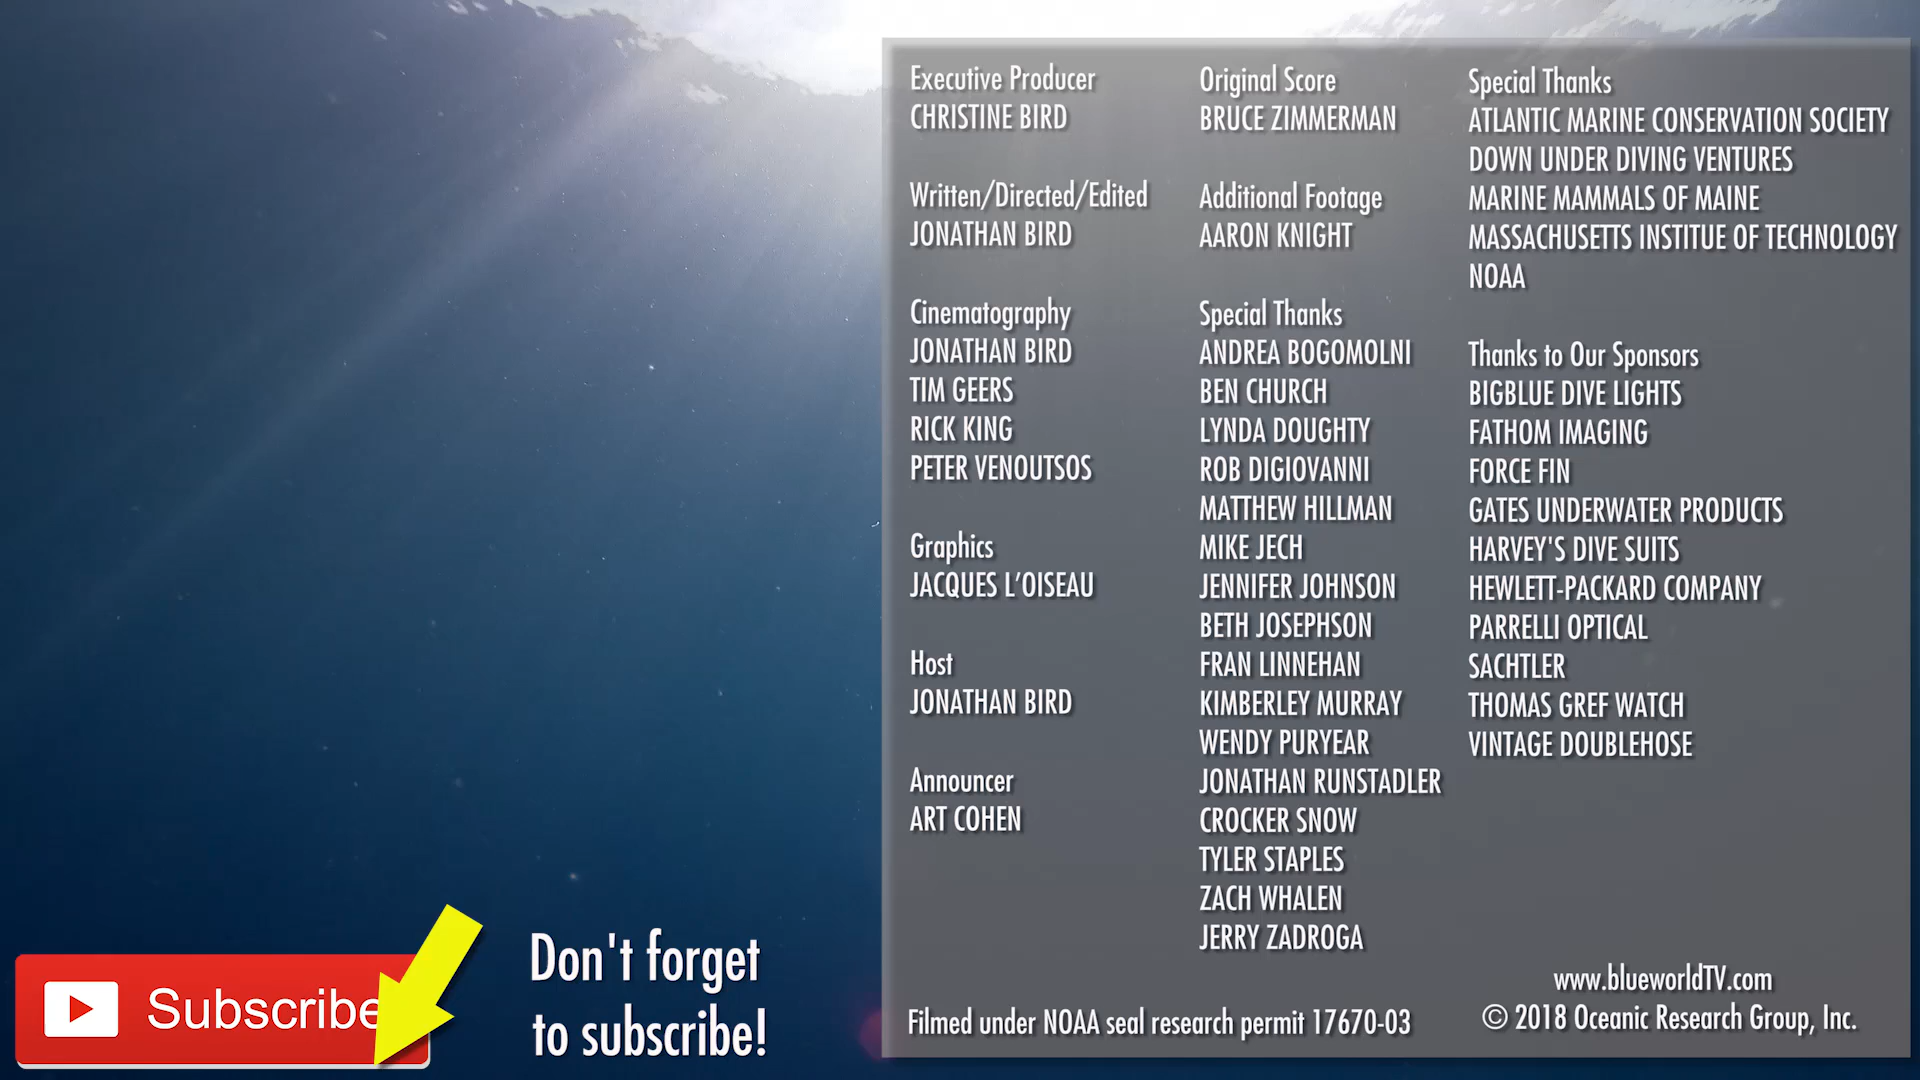 Executive Producer
CHRISTINE BIRD
Written/Directed/Edited
JONATHAN BIRD
Cinematography
JONATHAN BIRD
TIM GEERS
RICK KING
PETER VENOUTSOS
Graphics
JACQUES L'OISEAU
Host
JONATHAN BIRD
Announcer
ART COHEN
Original Score
BRUCE ZIMMERMAN
Additional Footage
AARON KNIGHT
Special Thanks
ANDREA BOGOMOLNI
BEN CHURCH
LYNDA DOUGHTY
ROB DIGIOVANNI
MATTHEW HILLMAN
MIKE JECH
JENNIFER JOHNSON
BETH JOSEPHSON
FRAN LINNEHAN
KIMBERLEY MURRAY
WENDY PURYEAR
JONATHAN RUNSTADLER
CROCKER SNOW
TYLER STAPLES
ZACH WHALEN
JERRY ZADROGA
Special Thanks
ATLANTIC MARINE CONSERVATION SOCIETY
DOWN UNDER DIVING VENTURES
MARINE MAMMALS OF MAINE
MASSACHUSETTS INSTITUE OF TECHNOLOGY
NOAA
Thanks to Our Sponsors
BIGBLUE DIVE LIGHTS
FATHOM IMAGING
FORCE FIN
GATES UNDERWATER PRODUCTS
HARVEY'S DIVE SUITS
HEWLETT-PACKARD COMPANY
PARRELLI OPTICAL
SACHTLER
THOMAS GREF WATCH
VINTAGE DOUBLEHOSE
www.blueworldTV.com
© 2018 Oceanic Research Group, Inc.
Filmed under NOAA seal research permit 17670-03
Subscribe
Don't forget
to subscribe!